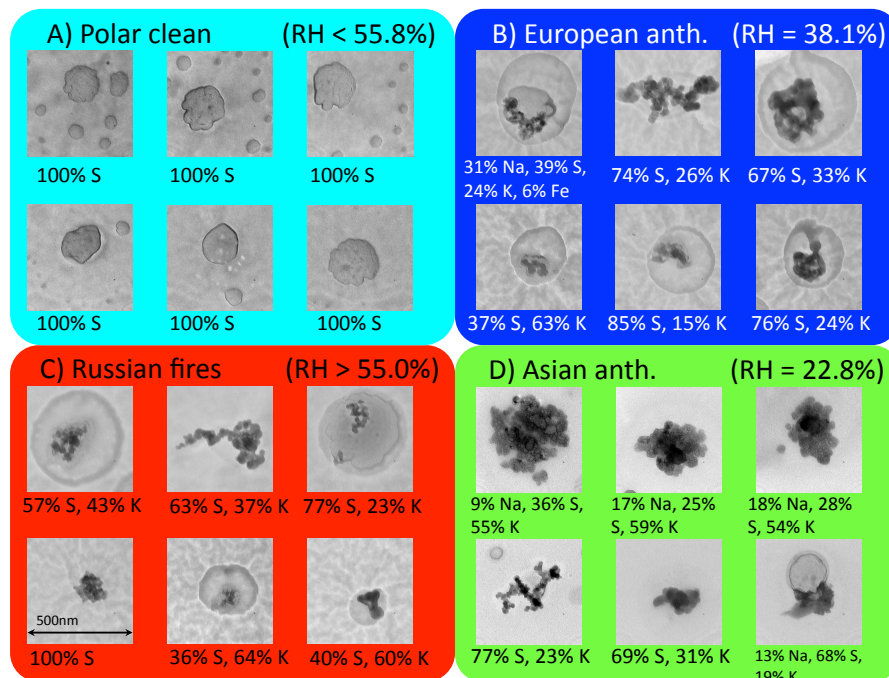 A) Polar clean (RH < 55.8%)
100% S 100% S 100% S
100% S 100% S 100% S
B) European anth. (RH = 38.1%)
31% Na, 39% S,
24% K, 6% Fe
74% S, 26% K 67% S, 33% K
37% S, 63% K 85% S, 15% K 76% S, 24% K
C) Russian fires (RH > 55.0%)
57% S, 43% K 63% S, 37% K 77% S, 23% K
500nm
100% S 36% S, 64% K 40% S, 60% K
D) Asian anth. (RH = 22.8%)
9% Na, 36% S,
55% K
17% Na, 25%
S, 59% K
18% Na, 28%
S, 54% K
77% S, 23% K 69% S, 31% K
13% Na, 68% S,
19% K